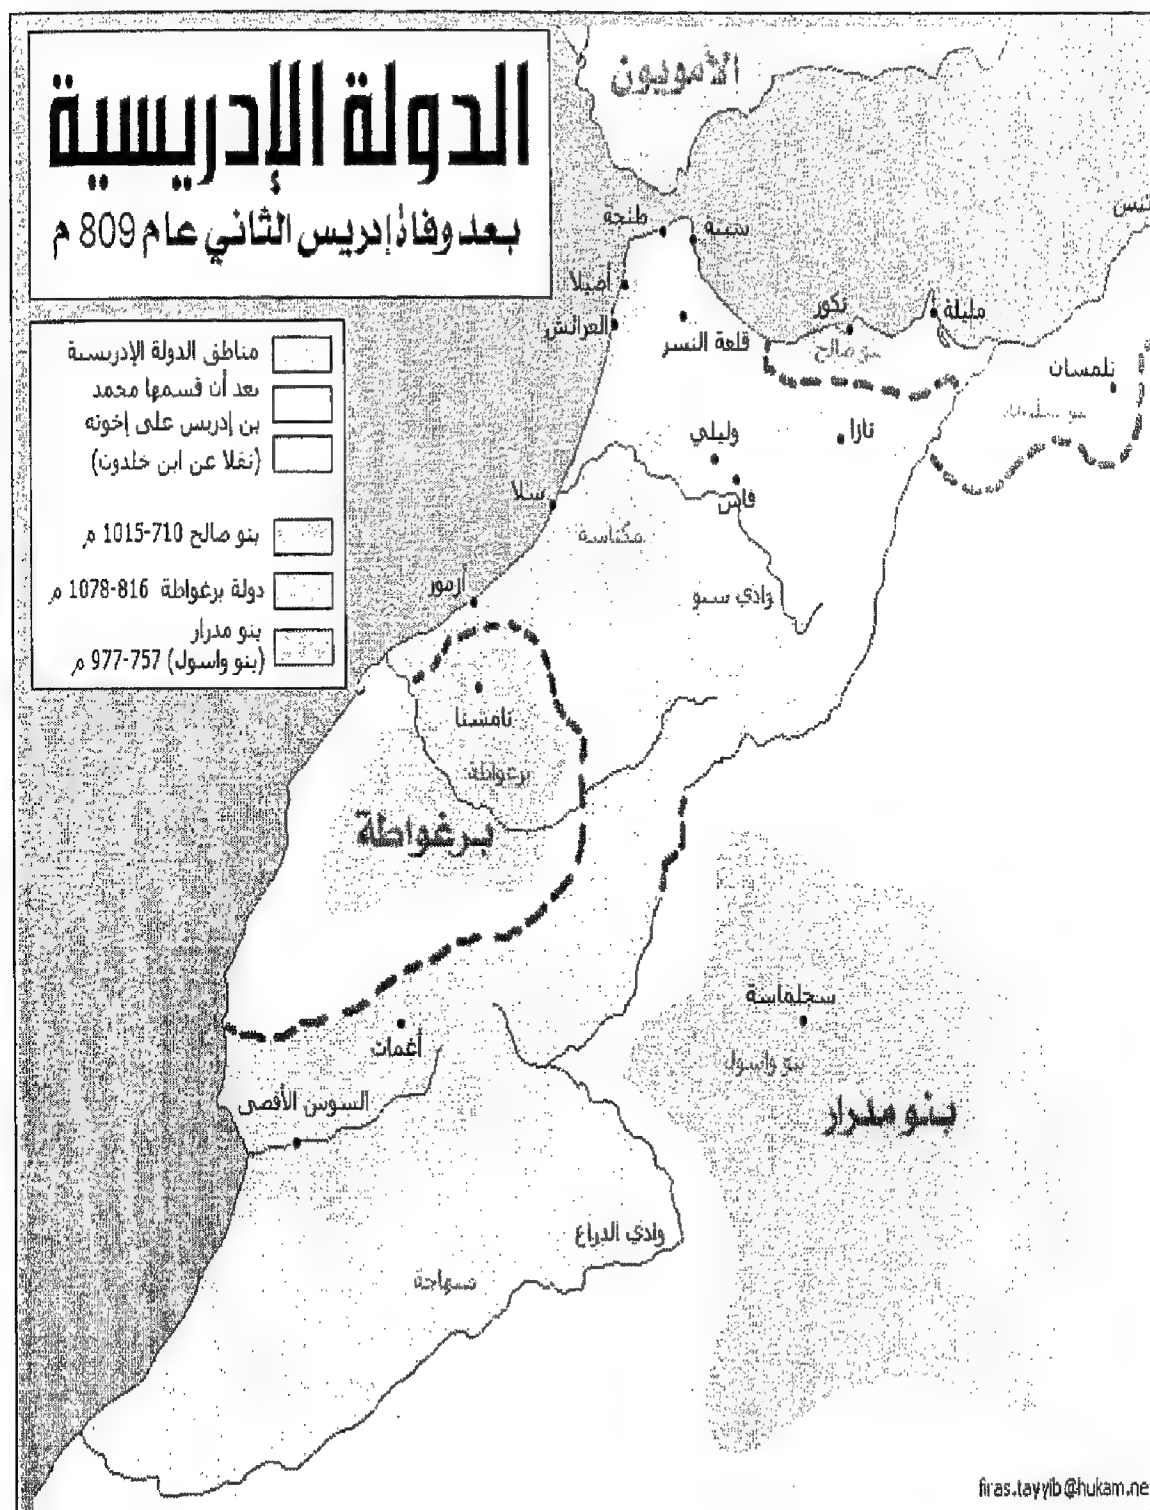 الدولة الإدريسية
بعد وفاة إدريس الثاني عام 809 م
مناطق الدولة الإدريسية
بعد أن قسمها محمد
بن إدريس على إخوته
(نقلا عن ابن خلدون)
بنو صالح 710-1015 م
دولة برغواطة 816-1078 م
بنو مدرار
(بنو واسول) 757-977 م
الأمويون
تنس
طنجة
سبتة
أصيلا
العرائش
قلعة النسر
نكور
مليلة
بنو صالح
تلمسان
وليلي
تازا
فاس
سلا
مكناسة
وادي سبو
أزمور
تامسنا
برغواطة
برغواطة
سجلماسة
بنو واسول
بنو مدرار
أغمات
السوس الأقصى
وادي الدراع
firas.tayyib@hukam.ne